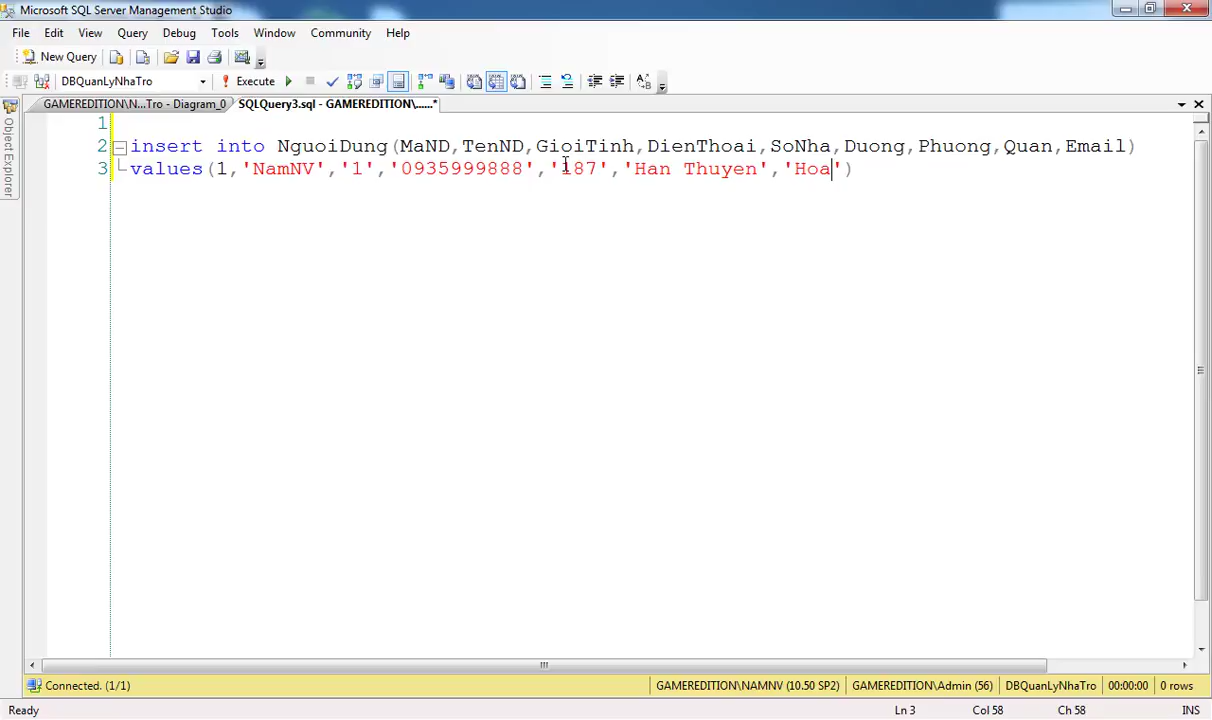 Microsoft SQL Server Management Studio
File Edit View Query Debug Tools Window Community Help
New Query
DBQuanLyNhaTro Execute
GAMEREDITION\N...Tro - Diagram_0 SQLQuery3.sql - GAMEREDITION\......*
Object Explorer
1
2 insert into NguoiDung(MaND,TenND,GioiTinh,DienThoai,SoNha,Duong,Phuong,Quan,Email)
3 values(1,'NamNV','1','0935999888','187','Han Thuyen','Hoa')
Connected. (1/1) GAMEREDITION\NAMNV (10.50 SP2) GAMEREDITION\Admin (56) DBQuanLyNhaTro 00:00:00 0 rows
Ready Ln 3 Col 58 Ch 58 INS